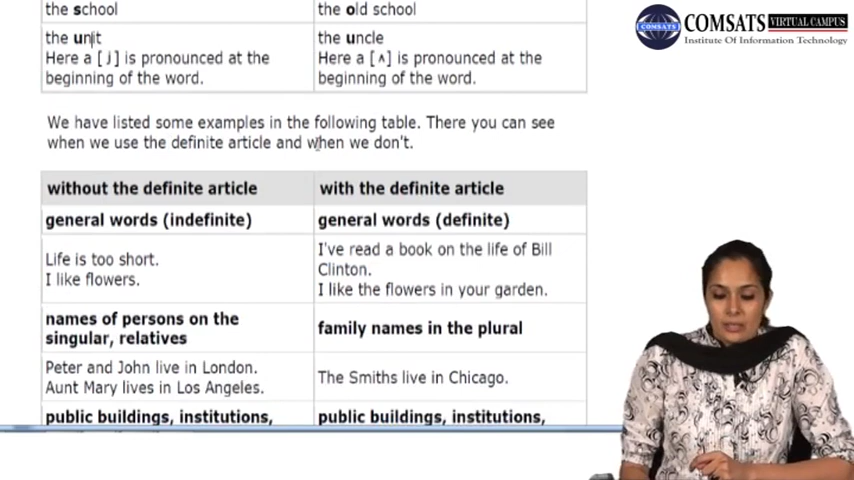 COMSATS VIRTUAL CAMPUS
Institute Of Information Technology
the school
the old school
the unit
the uncle
Here a [ j ] is pronounced at the
beginning of the word.
Here a [ʌ] is pronounced at the
beginning of the word.
We have listed some examples in the following table. There you can see
when we use the definite article and when we don't.
without the definite article
with the definite article
general words (indefinite)
general words (definite)
Life is too short.
I like flowers.
I've read a book on the life of Bill
Clinton.
I like the flowers in your garden.
names of persons on the
singular, relatives
family names in the plural
Peter and John live in London.
Aunt Mary lives in Los Angeles.
The Smiths live in Chicago.
public buildings, institutions,
public buildings, institutions,